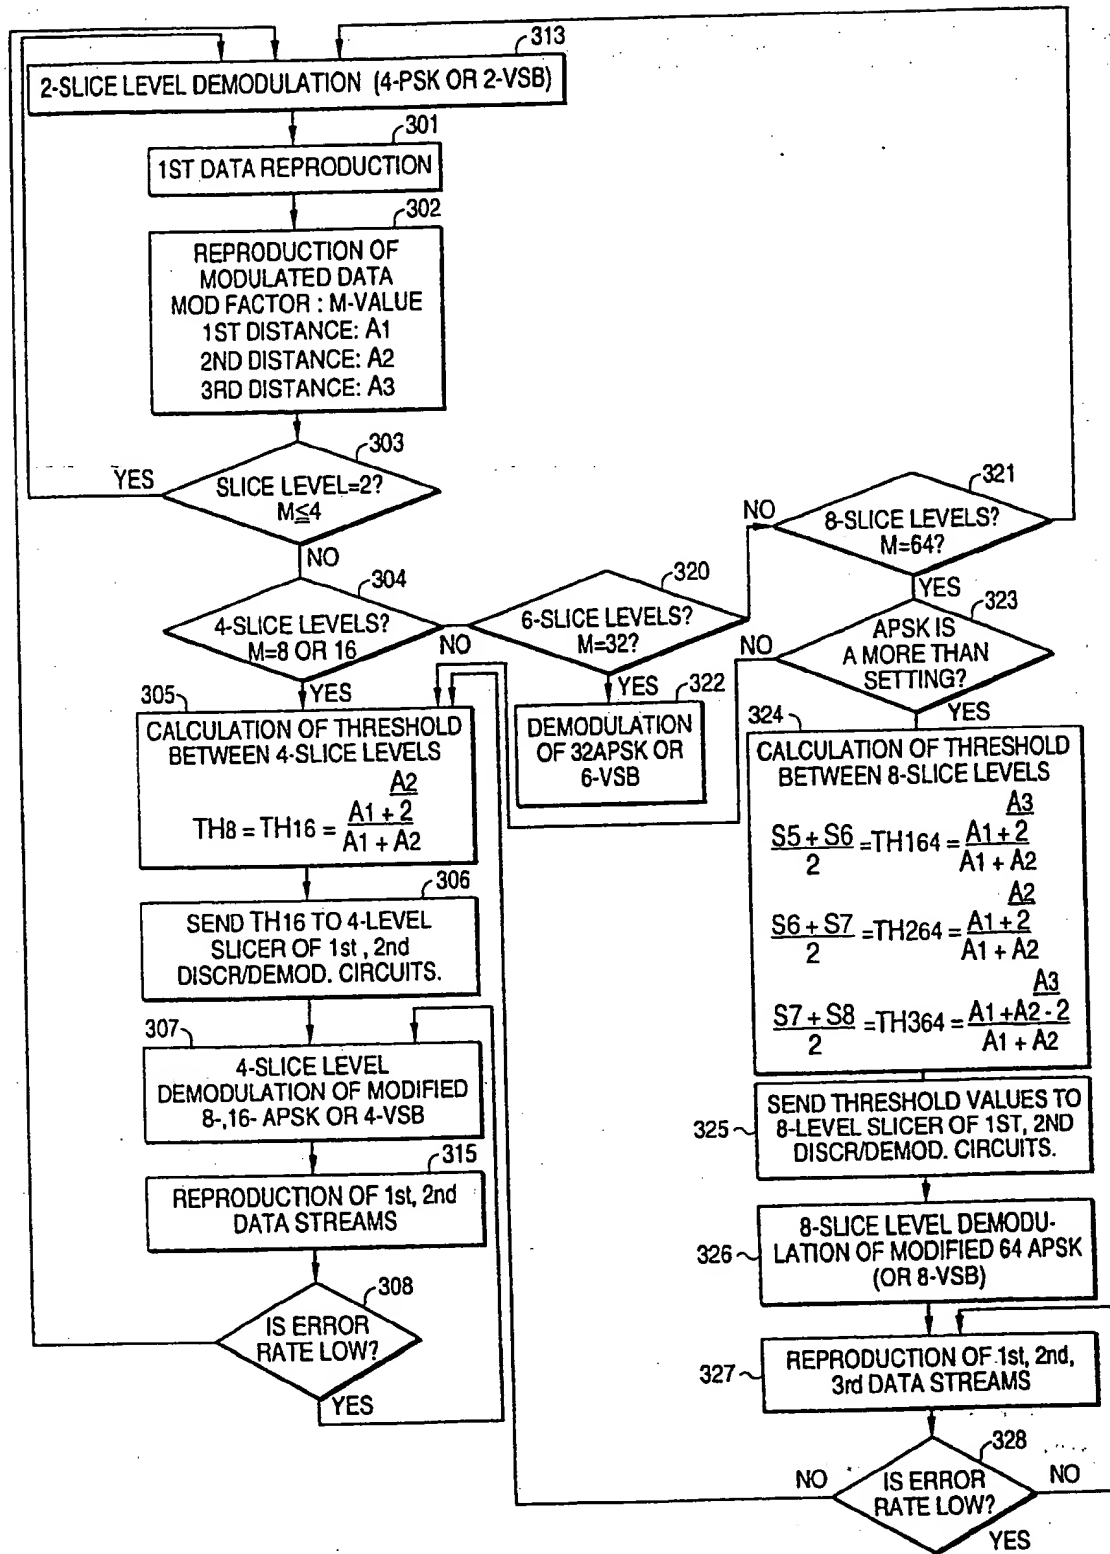 313
2-SLICE LEVEL DEMODULATION (4-PSK OR 2-VSB)
301
1ST DATA REPRODUCTION
302
REPRODUCTION OF
MODULATED DATA
MOD FACTOR : M-VALUE
1ST DISTANCE: A1
2ND DISTANCE: A2
3RD DISTANCE: A3
303
YES
SLICE LEVEL=2?
M≦4
NO
304
4-SLICE LEVELS?
M=8 OR 16
NO
YES
320
6-SLICE LEVELS?
M=32?
NO
YES
321
8-SLICE LEVELS?
M=64?
YES
323
APSK IS
A MORE THAN
SETTING?
NO
YES
322
DEMODULATION
OF 32APSK OR
6-VSB
305
CALCULATION OF THRESHOLD
BETWEEN 4-SLICE LEVELS
A2
TH8 = TH16 = A1 + 2
A1 + A2
306
SEND TH16 TO 4-LEVEL
SLICER OF 1st , 2nd
DISCR/DEMOD. CIRCUITS.
307
4-SLICE LEVEL
DEMODULATION OF MODIFIED
8-,16- APSK OR 4-VSB
315
REPRODUCTION OF 1st, 2nd
DATA STREAMS
308
IS ERROR
RATE LOW?
YES
324
CALCULATION OF THRESHOLD
BETWEEN 8-SLICE LEVELS
A3
S5 + S6 =TH164= A1 + 2
2 A1 + A2
A2
S6 + S7 =TH264= A1 + 2
2 A1 + A2
A3
S7 + S8 =TH364= A1 +A2 - 2
2 A1 + A2
325
SEND THRESHOLD VALUES TO
8-LEVEL SLICER OF 1ST, 2ND
DISCR/DEMOD. CIRCUITS.
326
8-SLICE LEVEL DEMODU-
LATION OF MODIFIED 64 APSK
(OR 8-VSB)
327
REPRODUCTION OF 1st, 2nd,
3rd DATA STREAMS
328
NO
IS ERROR
RATE LOW?
NO
YES